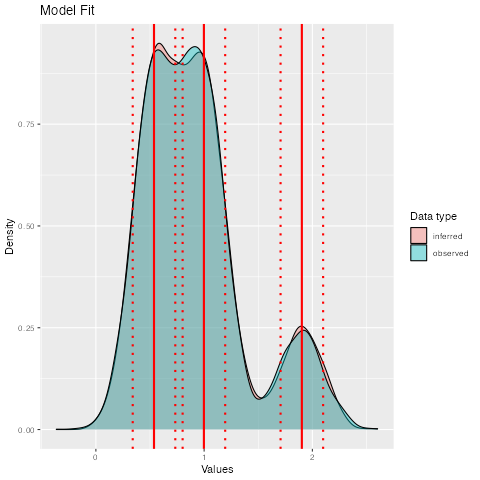 Model Fit
Density
0.75
0.50
0.25
0.00
0
1
2
Values
Data type
inferred
observed